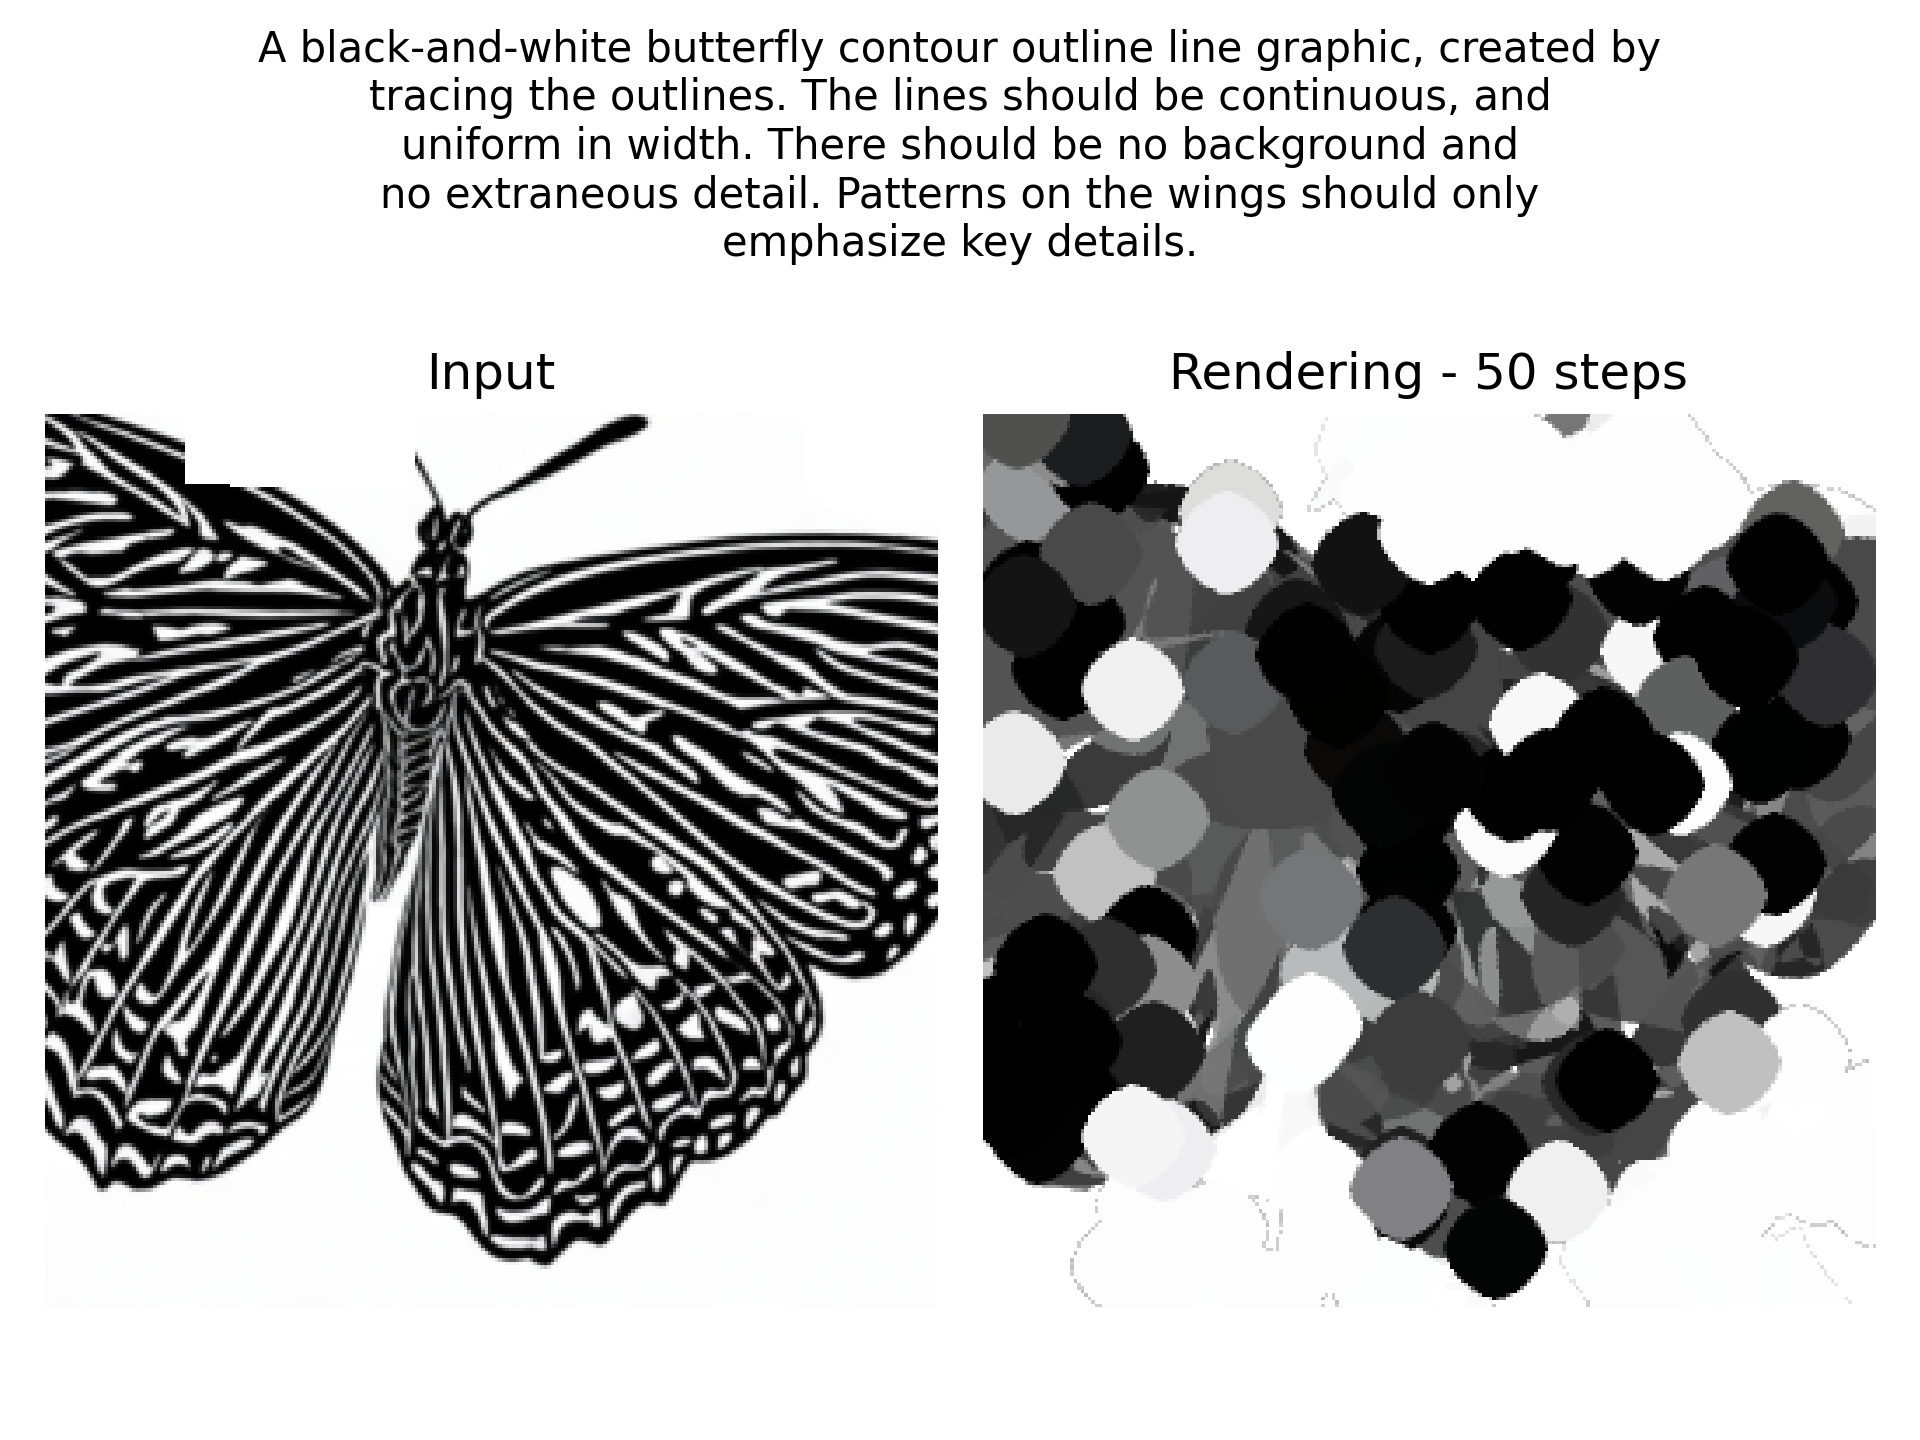 A black-and-white butterfly contour outline line graphic, created by
tracing the outlines. The lines should be continuous, and
uniform in width. There should be no background and
no extraneous detail. Patterns on the wings should only
emphasize key details.
Input
Rendering - 50 steps